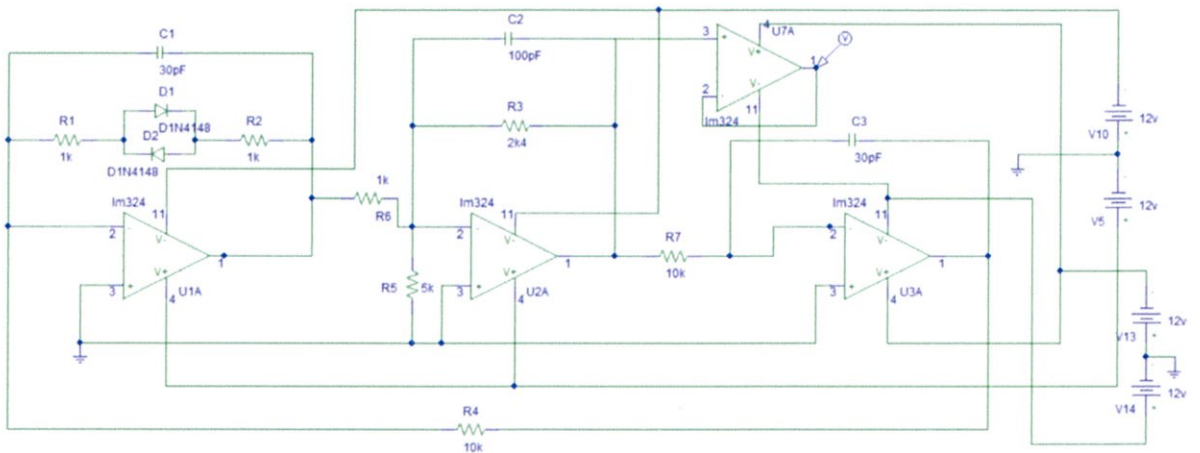 C1
30pF
D1
D1N4148
R1
1k
D2
D1N4148
R2
1k
lm324
11
2
V-
V+
3
4
1
U1A
1k
R6
C2
100pF
R3
2k4
lm324
11
2
V-
V+
3
4
1
U2A
R5
5k
R7
10k
4
U7A
3
+
V+
V
1
V-
2
-
11
lm324
C3
30pF
lm324
11
2
V-
V+
3
4
1
U3A
R4
10k
12v
V10
12v
V5
12v
V13
12v
V14